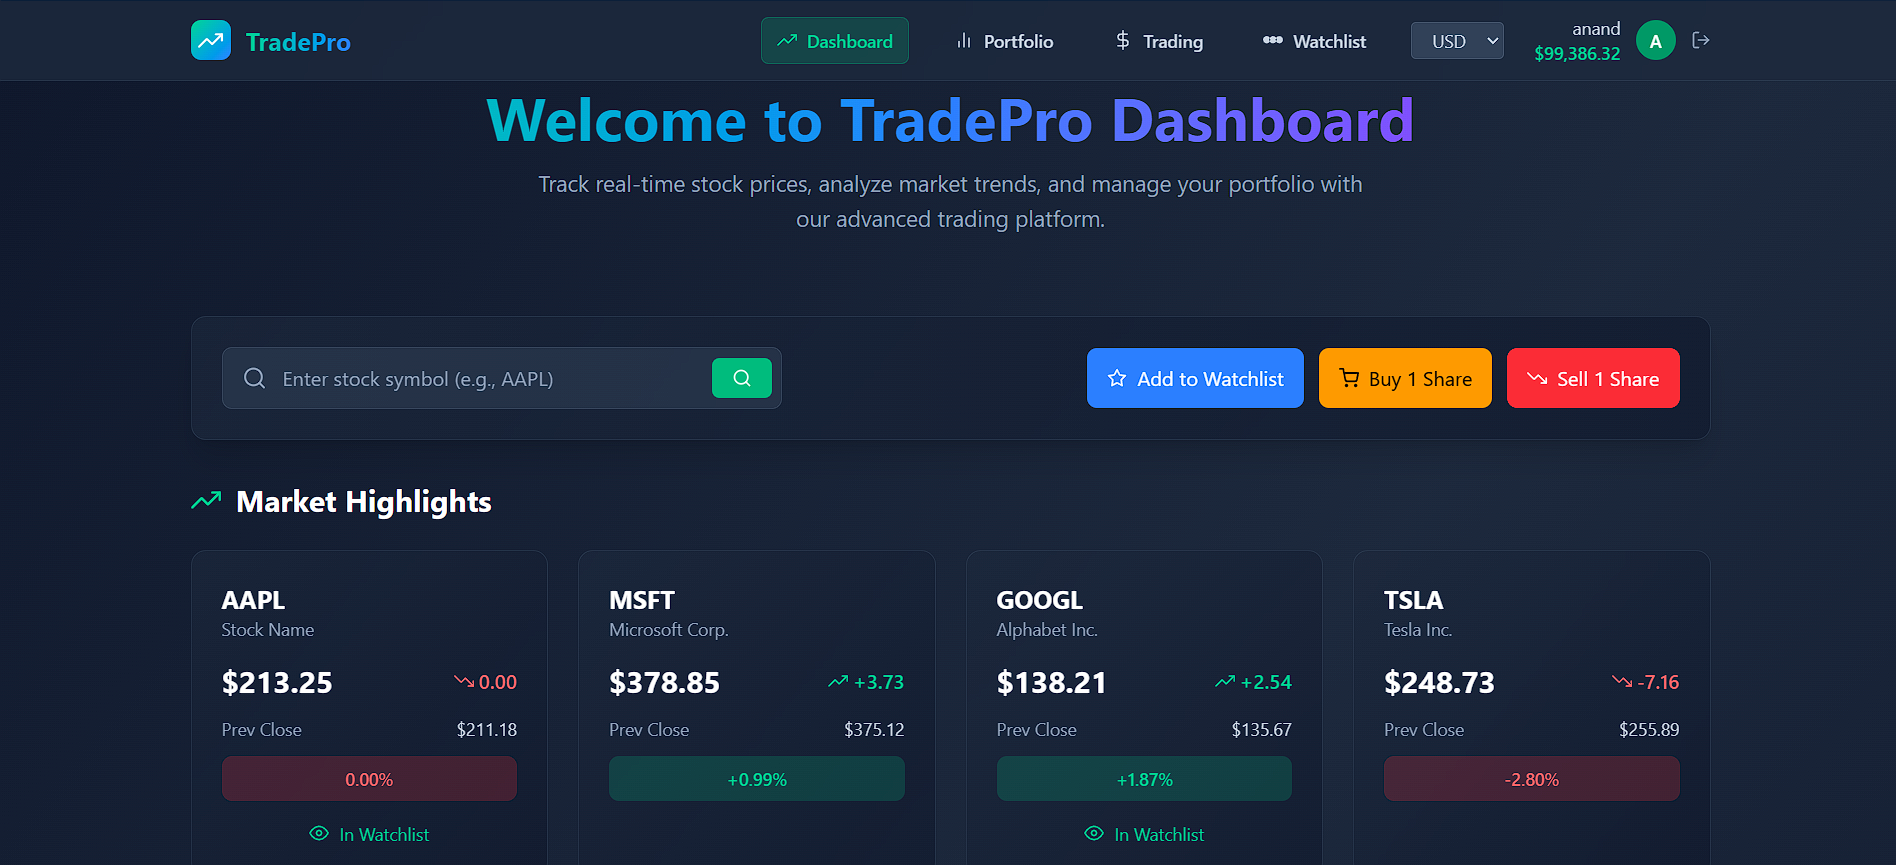 TradePro
Dashboard
Portfolio
Trading
Watchlist
USD
anand
$99,386.32
A
Welcome to TradePro Dashboard
Track real-time stock prices, analyze market trends, and manage your portfolio with
our advanced trading platform.
Enter stock symbol (e.g., AAPL)
Add to Watchlist
Buy 1 Share
Sell 1 Share
Market Highlights
AAPL
Stock Name
$213.25
0.00
Prev Close
$211.18
0.00%
In Watchlist
MSFT
Microsoft Corp.
$378.85
+3.73
Prev Close
$375.12
+0.99%
GOOGL
Alphabet Inc.
$138.21
+2.54
Prev Close
$135.67
+1.87%
In Watchlist
TSLA
Tesla Inc.
$248.73
-7.16
Prev Close
$255.89
-2.80%